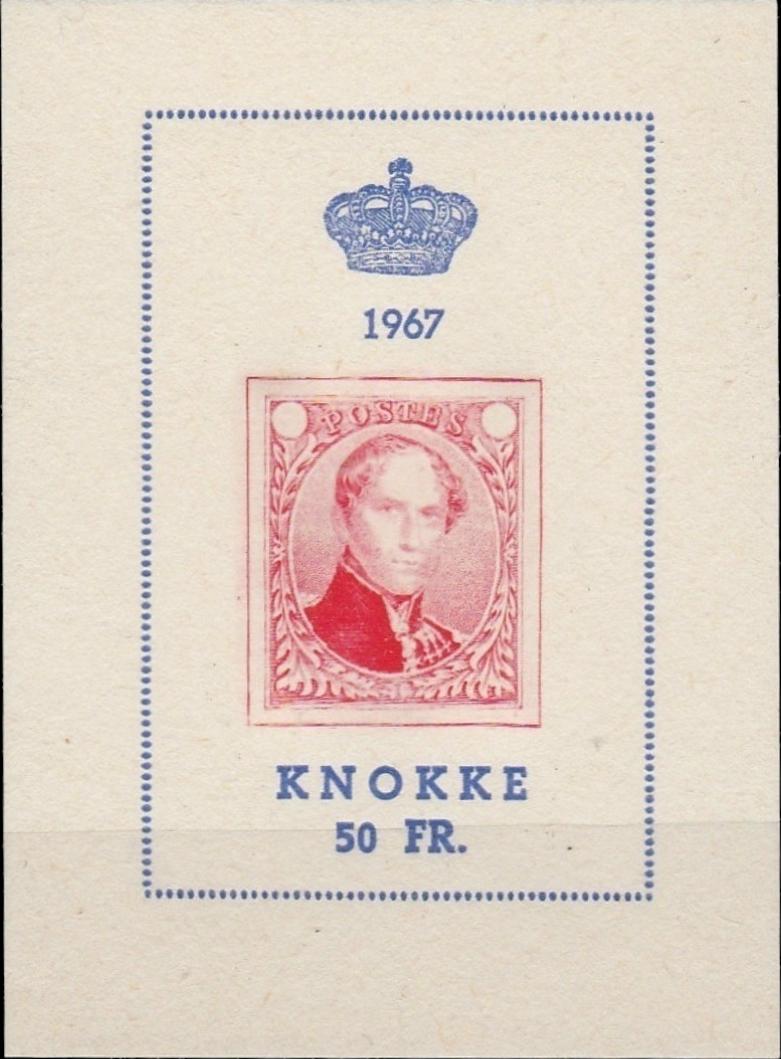 1967
POSTES
KNOKKE
50 FR.